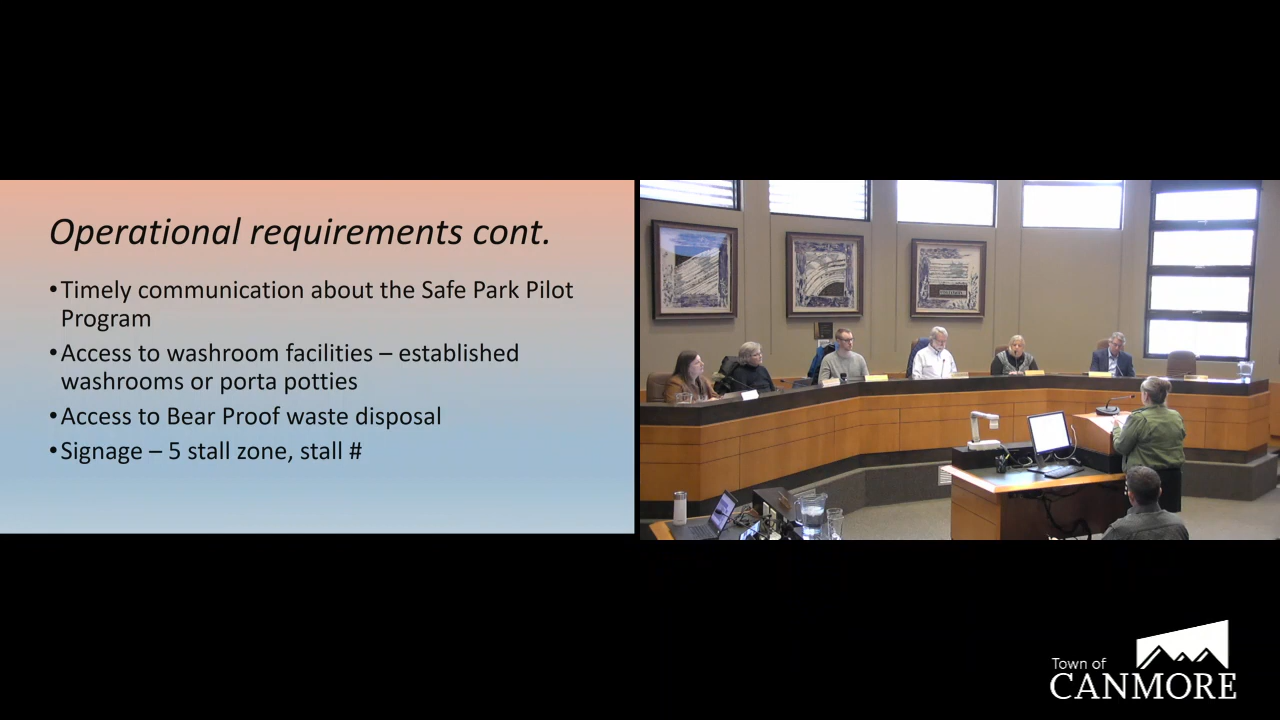 Operational requirements cont.
•Timely communication about the Safe Park Pilot
Program
•Access to washroom facilities – established
washrooms or porta potties
•Access to Bear Proof waste disposal
•Signage – 5 stall zone, stall #
Town of
CANMORE